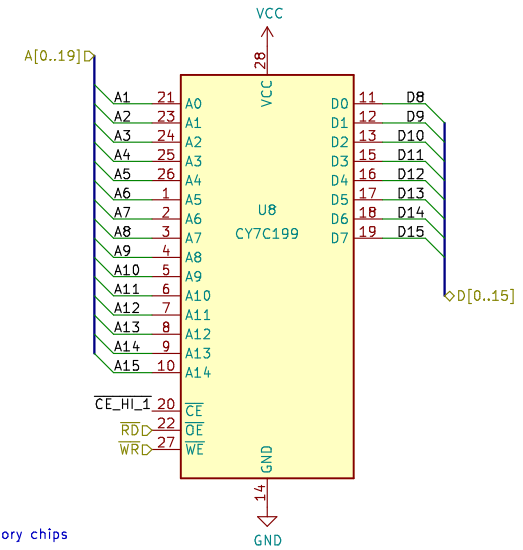 VCC
A[0..19]
28
VCC
A1 21 A0 D0 11 D8
A2 23 A1 D1 12 D9
A3 24 A2 D2 13 D10
A4 25 A3 D3 15 D11
A5 26 A4 D4 16 D12
A6 1 A5 D5 17 D13
A7 2 A6 D6 18 D14
A8 3 A7 D7 19 D15
U8
CY7C199
A9 4 A8
A10 5 A9
A11 6 A10
A12 7 A11
A13 8 A12
A14 9 A13
A15 10 A14
D[0..15]
CE_HI_1 20 CE
RD 22 OE
WR 27 WE
GND
14
GND
ory chips